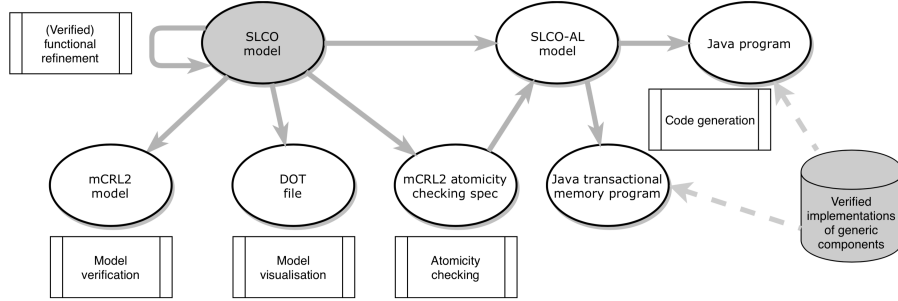 (Verified)
functional
refinement
SLCO
model
SLCO-AL
model
Java program
Code generation
mCRL2
model
DOT
file
mCRL2 atomicity
checking spec
Java transactional
memory program
Verified
implementations
of generic
components
Model
verification
Model
visualisation
Atomicity
checking